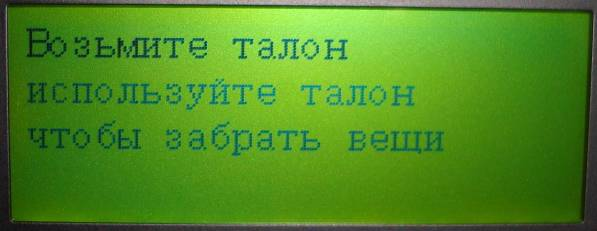 Возьмите талон
используйте талон
чтобы забрать вещи